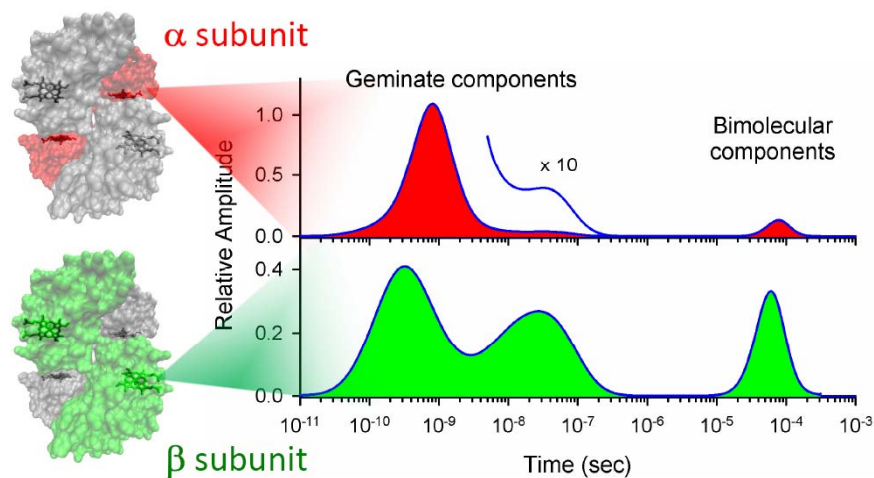 α subunit
Geminate components
Bimolecular
components
x 10
Relative Amplitude
1.0
0.5
0.0
0.4
0.2
0.0
10-11 10-10 10-9 10-8 10-7 10-6 10-5 10-4 10-3
Time (sec)
β subunit